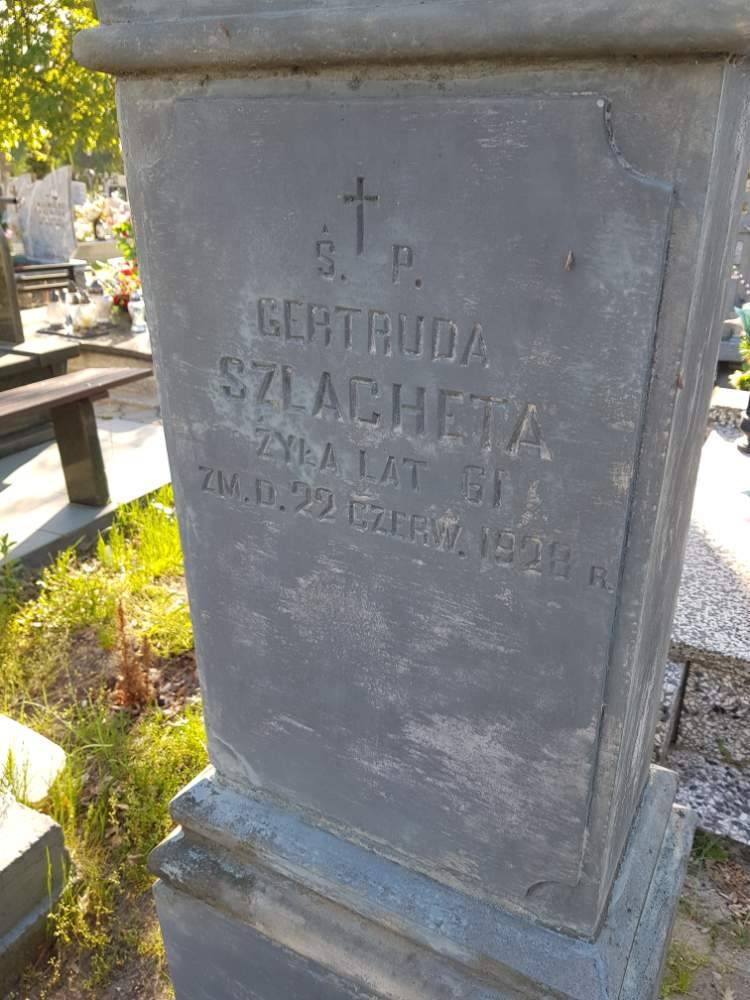 Ś. P.
GERTRUDA
SZLACHETA
ŻYŁA LAT 61
ZM. D. 22 CZERW. 1928 R.